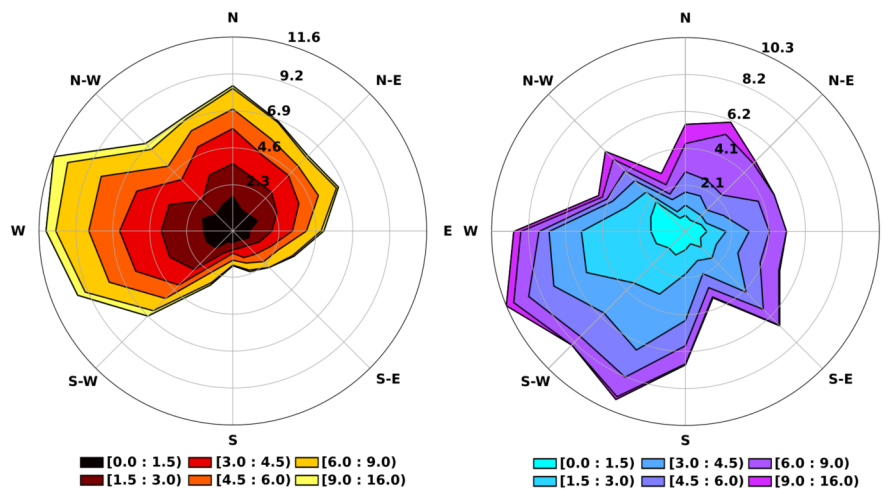 N
11.6
9.2
N-W
N-E
6.9
4.6
2.3
W
E
S-W
S-E
S
[0.0 : 1.5)
[3.0 : 4.5)
[6.0 : 9.0)
[1.5 : 3.0)
[4.5 : 6.0)
[9.0 : 16.0)
N
10.3
8.2
N-W
N-E
6.2
4.1
2.1
W
S-W
S-E
S
[0.0 : 1.5)
[3.0 : 4.5)
[6.0 : 9.0)
[1.5 : 3.0)
[4.5 : 6.0)
[9.0 : 16.0)